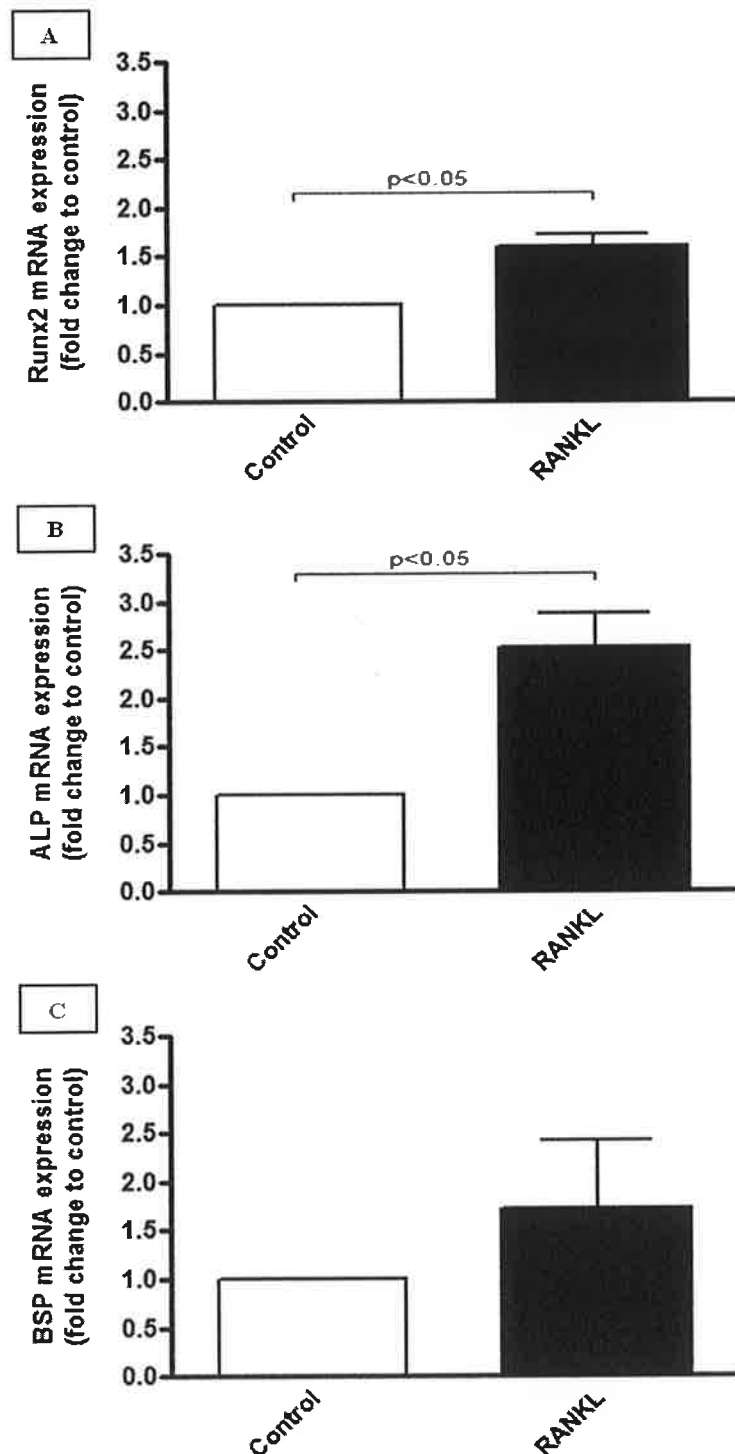 A
Runx2 mRNA expression
(fold change to control)
3.5
3.0
2.5
2.0
1.5
1.0
0.5
0.0
p<0.05
Control
RANKL
B
ALP mRNA expression
(fold change to control)
3.5
3.0
2.5
2.0
1.5
1.0
0.5
0.0
p<0.05
Control
RANKL
C
BSP mRNA expression
(fold change to control)
3.5
3.0
2.5
2.0
1.5
1.0
0.5
0.0
Control
RANKL